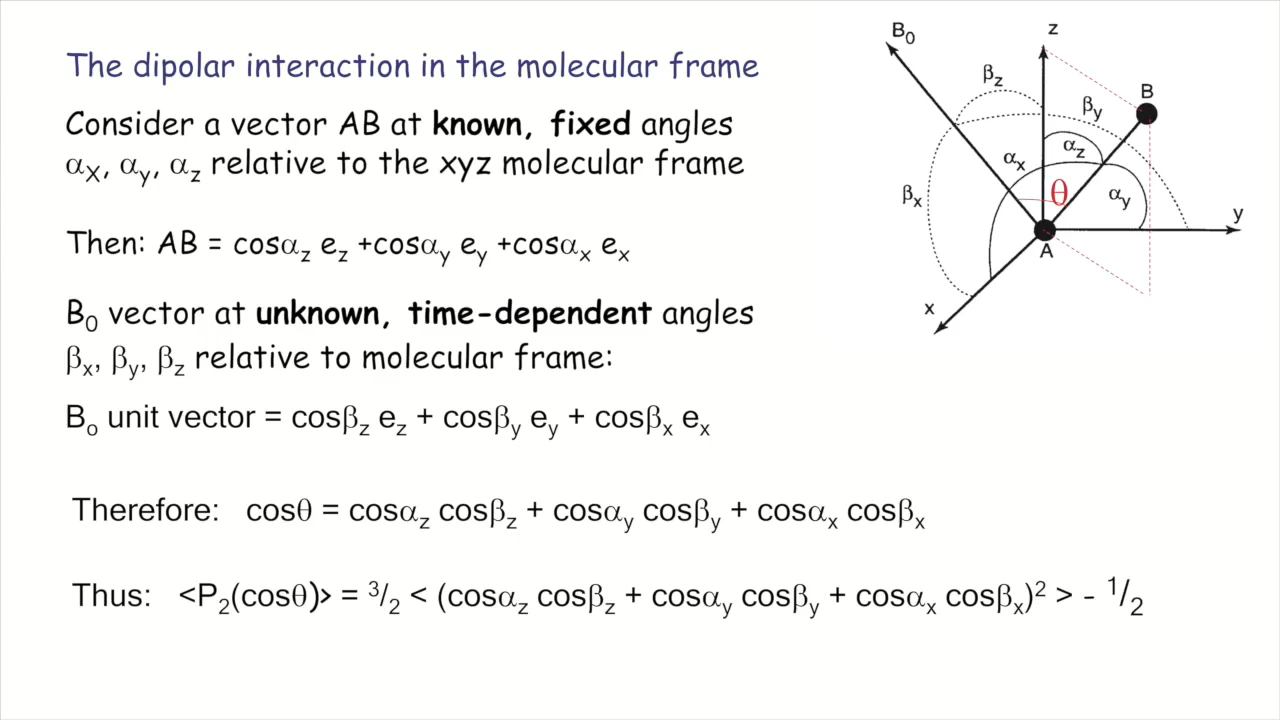 The dipolar interaction in the molecular frame
Consider a vector AB at known, fixed angles
αX, αy, αz relative to the xyz molecular frame
Then: AB = cosαz ez +cosαy ey +cosαx ex
B0 vector at unknown, time-dependent angles
βx, βy, βz relative to molecular frame:
Bo unit vector = cosβz ez + cosβy ey + cosβx ex
Therefore: cosθ = cosαz cosβz + cosαy cosβy + cosαx cosβx
Thus: <P2(cosθ)> = 3/2 < (cosαz cosβz + cosαy cosβy + cosαx cosβx)2 > - 1/2
B0
z
βz
B
βy
αz
αx
θ
αy
βx
y
A
x